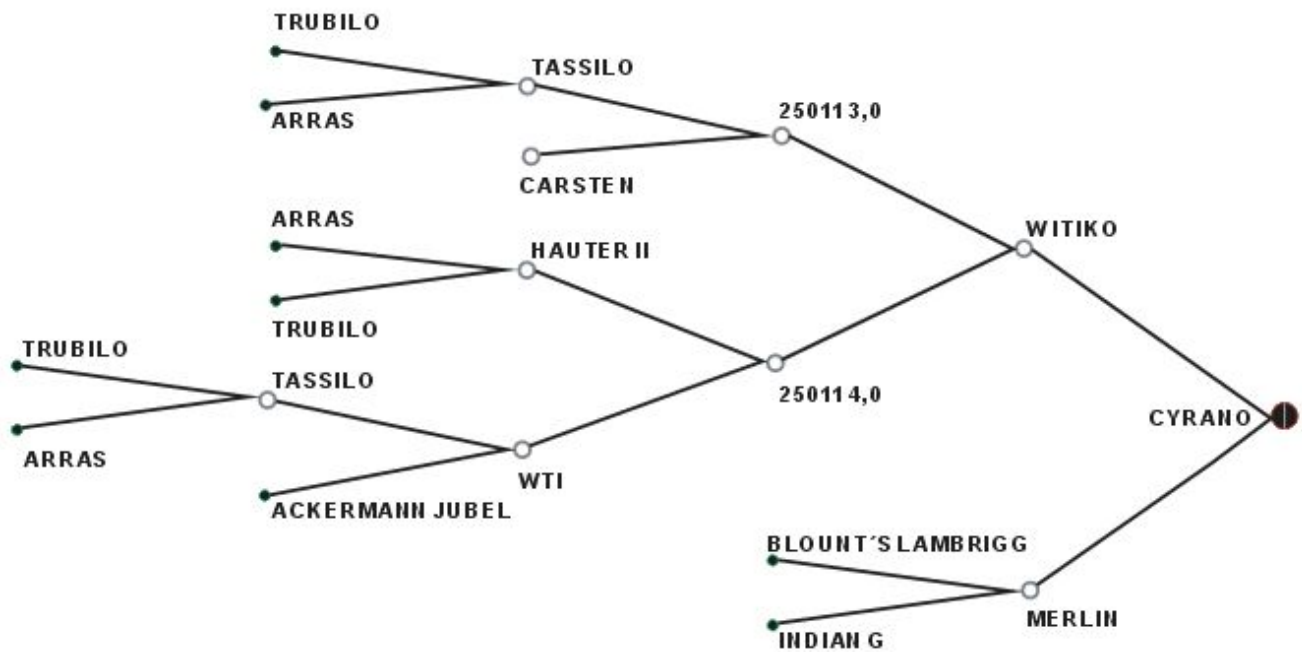 TRUBILO
TASSILO
ARRAS
250113,0
CARSTEN
ARRAS
WITIKO
HAUTER II
TRUBILO
TRUBILO
TASSILO
250114,0
CYRANO
ARRAS
WTI
ACKERMANN JUBEL
BLOUNT´S LAMBRIGG
MERLIN
INDIAN G